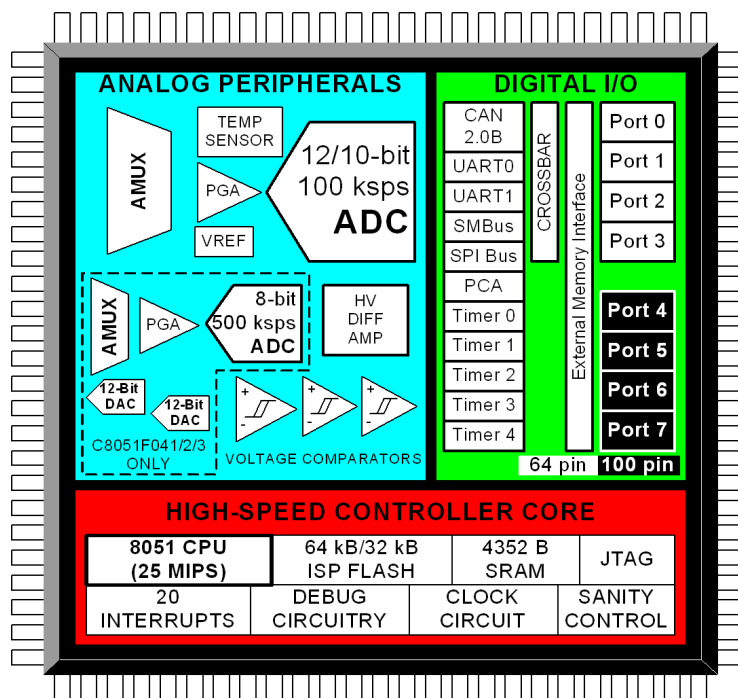 ANALOG PERIPHERALS
AMUX
TEMP
SENSOR
PGA
VREF
12/10-bit
100 ksps
ADC
AMUX
PGA
8-bit
500 ksps
ADC
HV
DIFF
AMP
12-Bit
DAC
12-Bit
DAC
C8051F041/2/3
ONLY
+
-
+
-
+
-
VOLTAGE COMPARATORS
DIGITAL I/O
CAN
2.0B
UART0
UART1
SMBus
SPI Bus
PCA
Timer 0
Timer 1
Timer 2
Timer 3
Timer 4
CROSSBAR
External Memory Interface
Port 0
Port 1
Port 2
Port 3
Port 4
Port 5
Port 6
Port 7
64 pin 100 pin
HIGH-SPEED CONTROLLER CORE
8051 CPU
(25 MIPS)
64 kB/32 kB
ISP FLASH
4352 B
SRAM
JTAG
20
INTERRUPTS
DEBUG
CIRCUITRY
CLOCK
CIRCUIT
SANITY
CONTROL